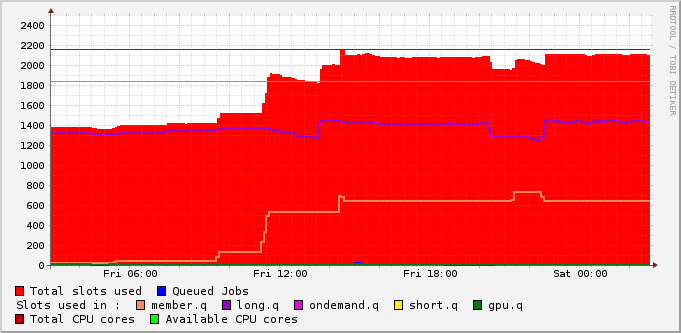 2400
2200
2000
1800
1600
1400
1200
1000
800
600
400
200
0
Fri 06:00 Fri 12:00 Fri 18:00 Sat 00:00
Total slots used Queued Jobs
Slots used in : member.q long.q ondemand.q short.q gpu.q
Total CPU cores Available CPU cores
RRDTOOL / TOBI OETIKER